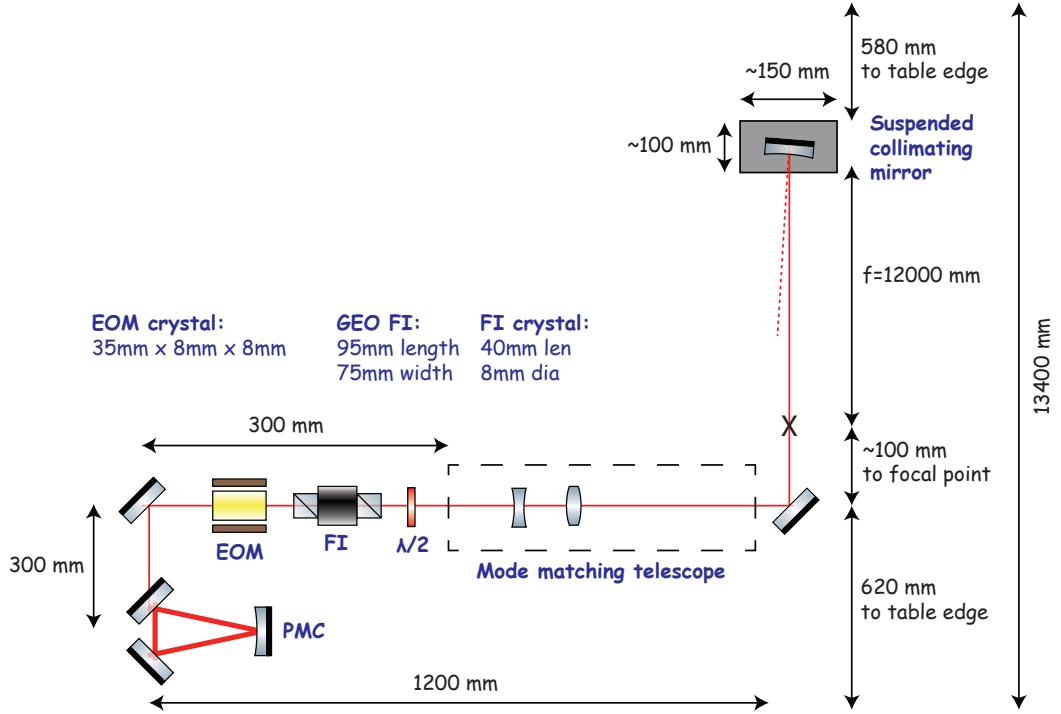 580 mm
to table edge
~150 mm
Suspended
collimating
mirror
~100 mm
f=12000 mm
EOM crystal:
35mm x 8mm x 8mm
GEO FI:
95mm length
75mm width
FI crystal:
40mm len
8mm dia
13400 mm
300 mm
X
~100 mm
to focal point
EOM
FI
λ/2
Mode matching telescope
300 mm
620 mm
to table edge
PMC
1200 mm